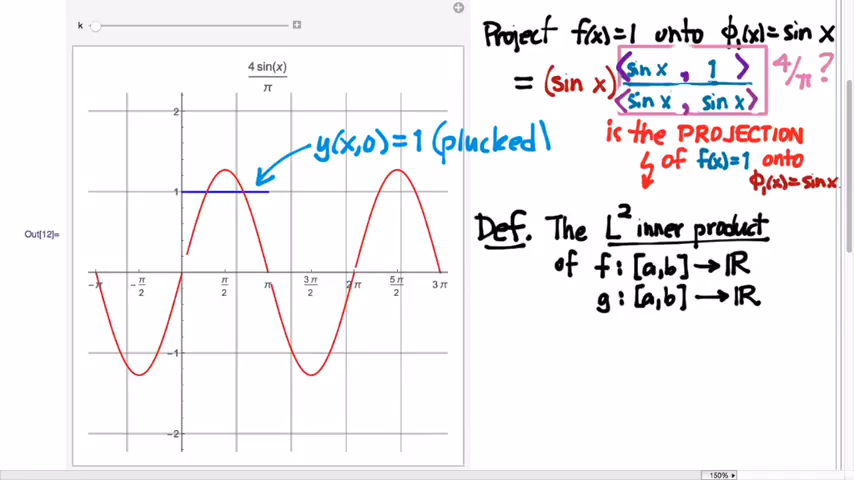 k
4 sin(x)
π
2
1
-1
-2
-π
-π/2
π/2
π
3π/2
2π
5π/2
3π
Out[12]=
y(x,0)=1 (plucked)
Project f(x)=1 onto ϕ₁(x)=sin x
= (sin x) <sin x, 1> / <sin x, sin x> 4/π?
is the PROJECTION
of f(x)=1 onto
ϕ₁(x)=sin x
Def. The L² inner product
of f : [a,b] → ℝ
g : [a,b] → ℝ
150%